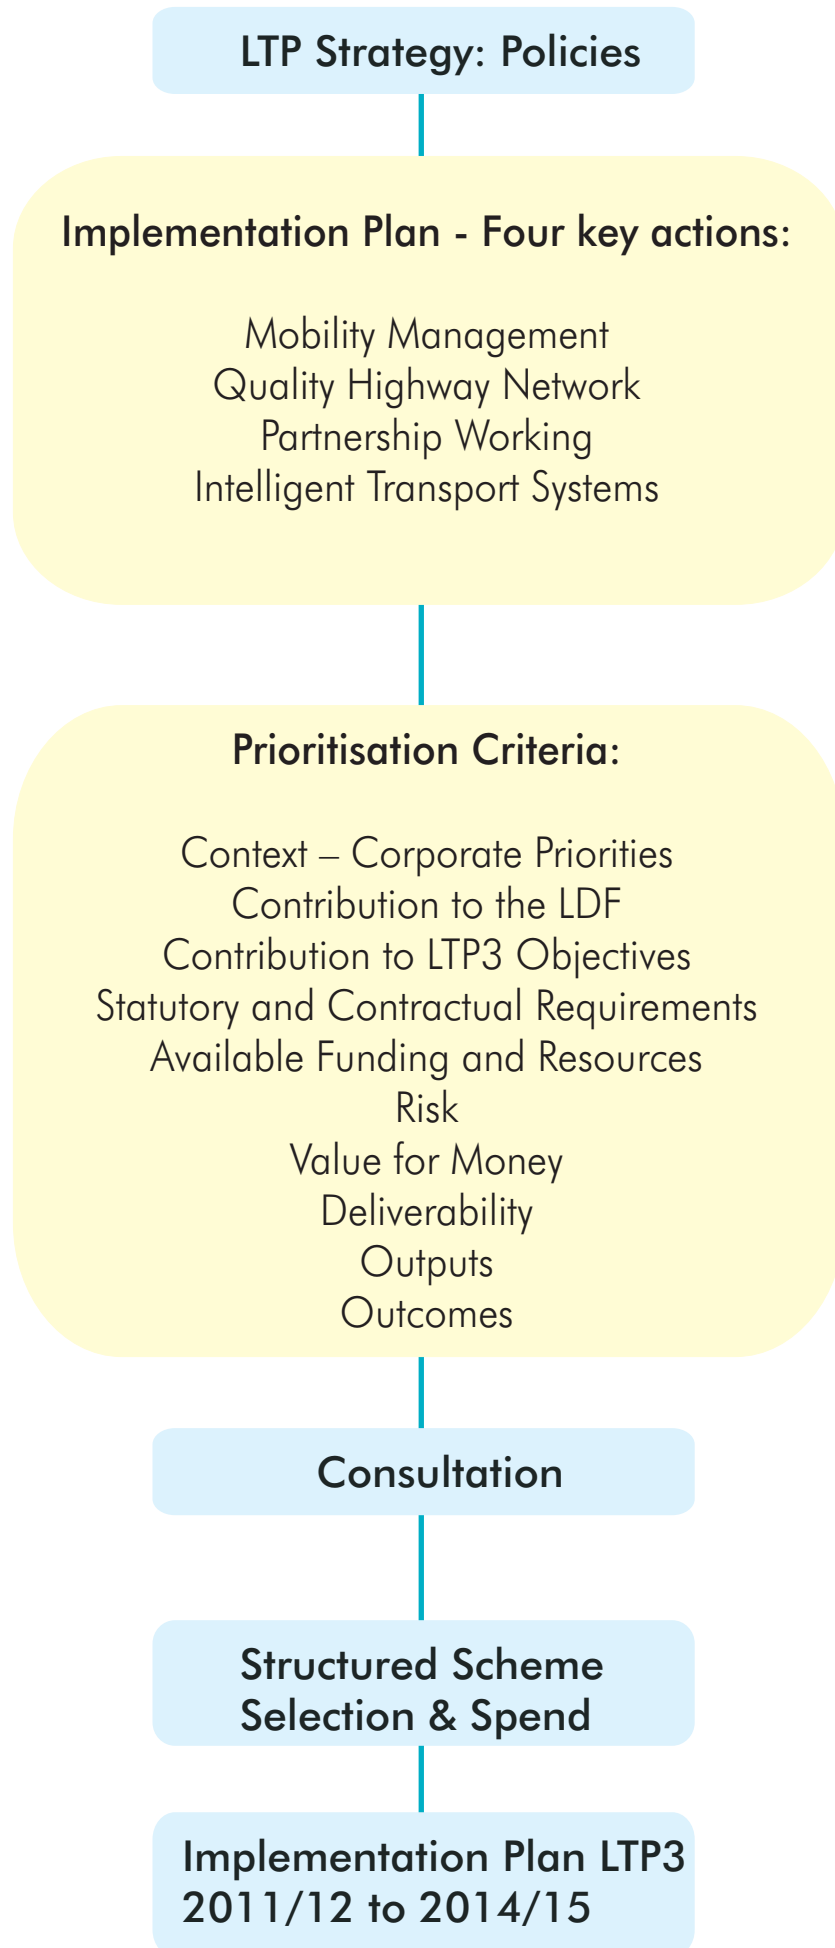 LTP Strategy: Policies
Implementation Plan - Four key actions:
Mobility Management
Quality Highway Network
Partnership Working
Intelligent Transport Systems
Prioritisation Criteria:
Context – Corporate Priorities
Contribution to the LDF
Contribution to LTP3 Objectives
Statutory and Contractual Requirements
Available Funding and Resources
Risk
Value for Money
Deliverability
Outputs
Outcomes
Consultation
Structured Scheme
Selection & Spend
Implementation Plan LTP3
2011/12 to 2014/15